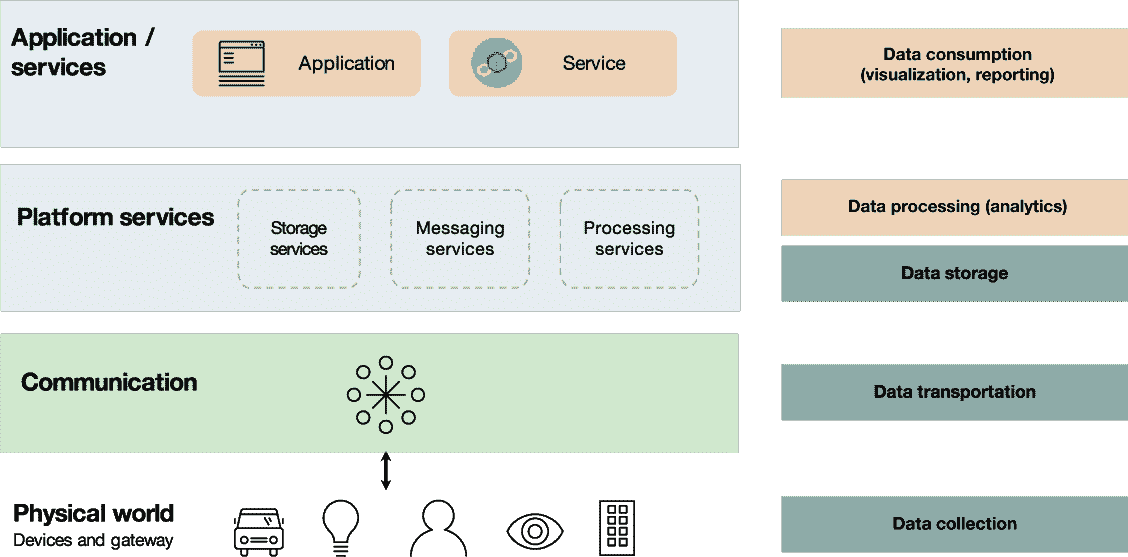 Application /
services
Application
Service
Data consumption
(visualization, reporting)
Platform services
Storage
services
Messaging
services
Processing
services
Data processing (analytics)
Data storage
Communication
Data transportation
Physical world
Devices and gateway
Data collection